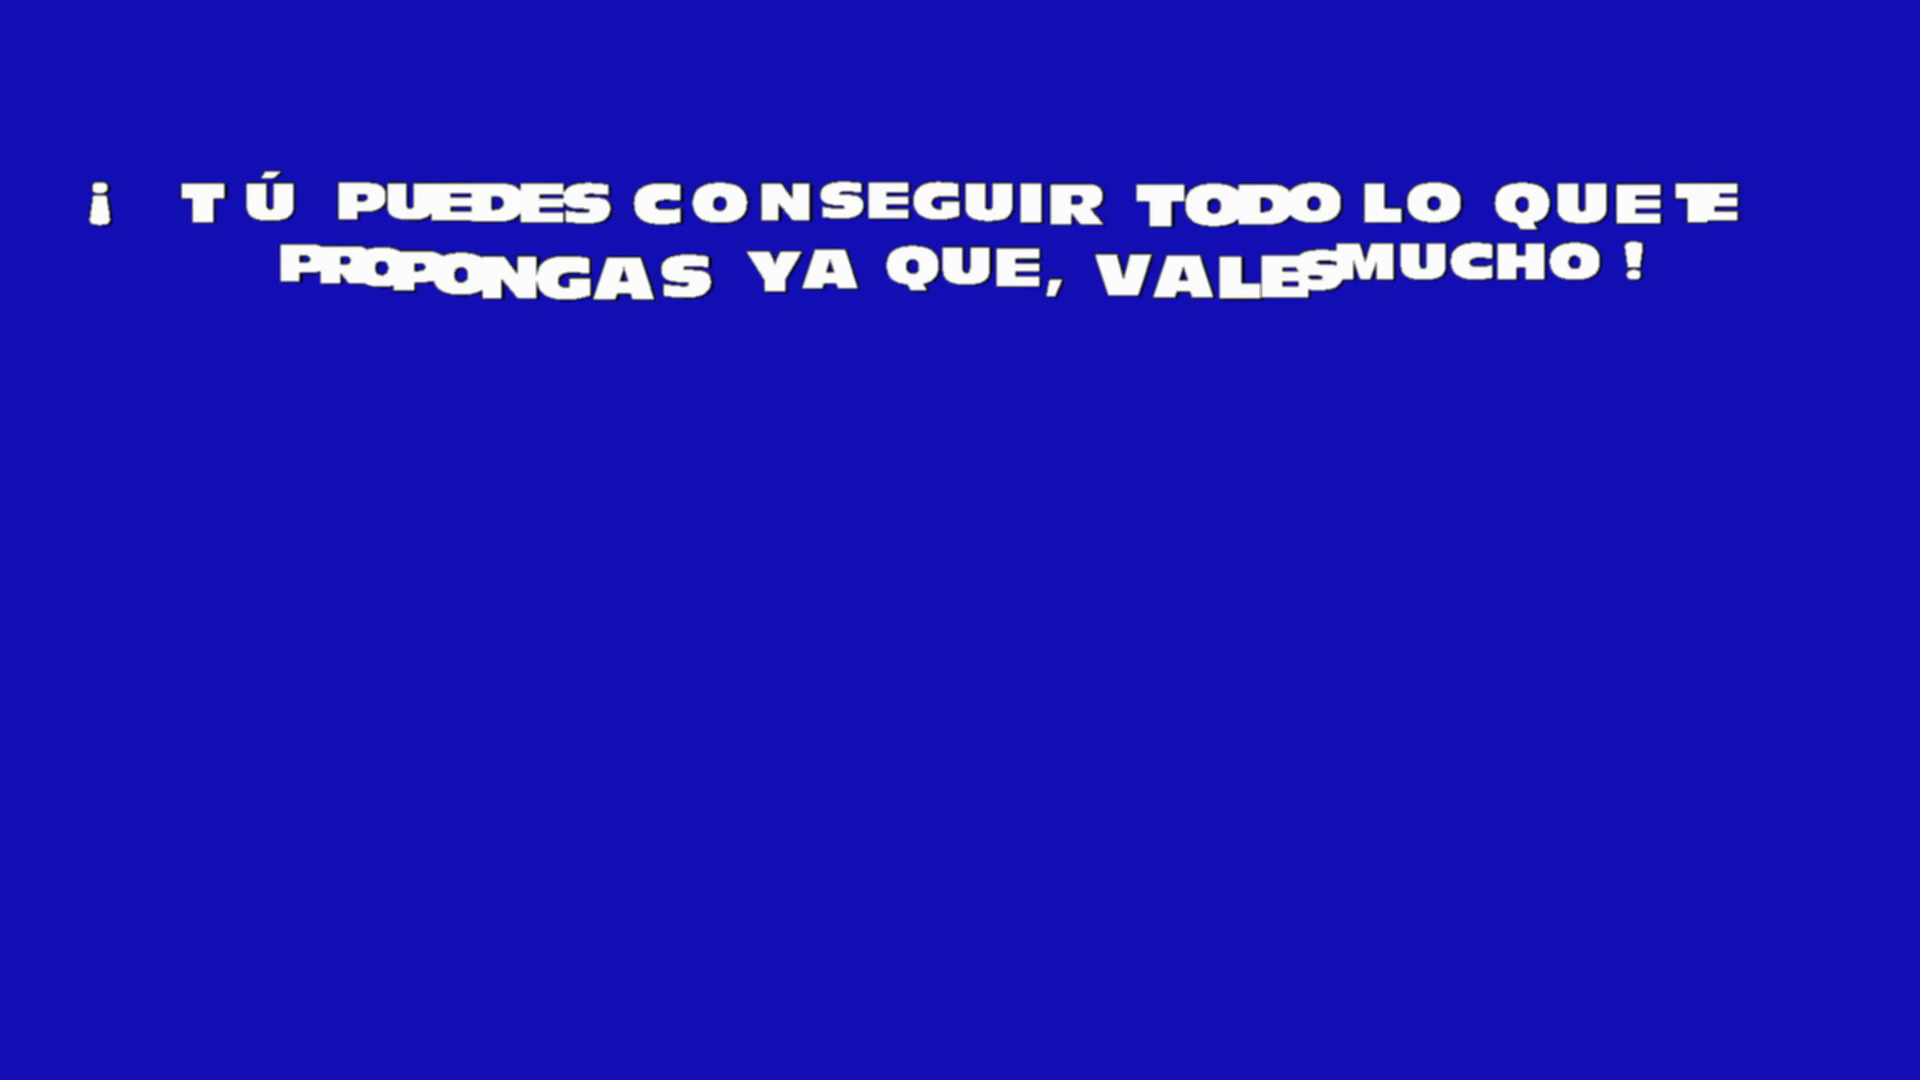 ¡ TÚ PUEDES CONSEGUIR TODO LO QUE TE
PROPONGAS YA QUE, VALES MUCHO !